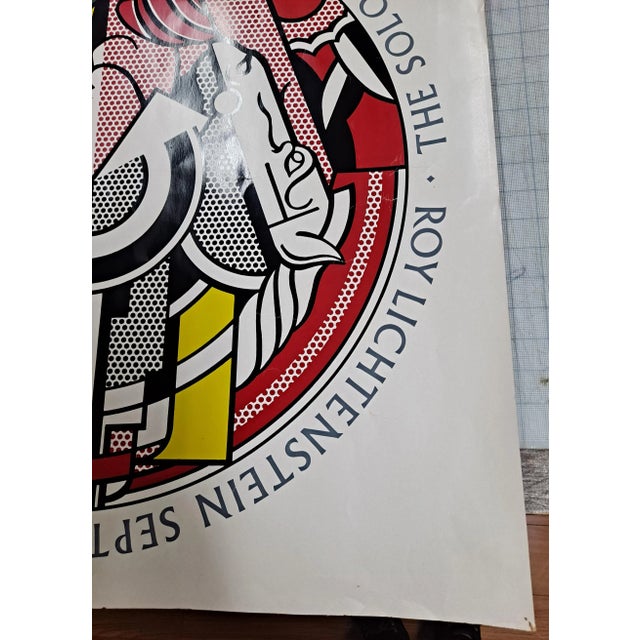 THE SOLO
· ROY LICHTENSTEIN SEPT